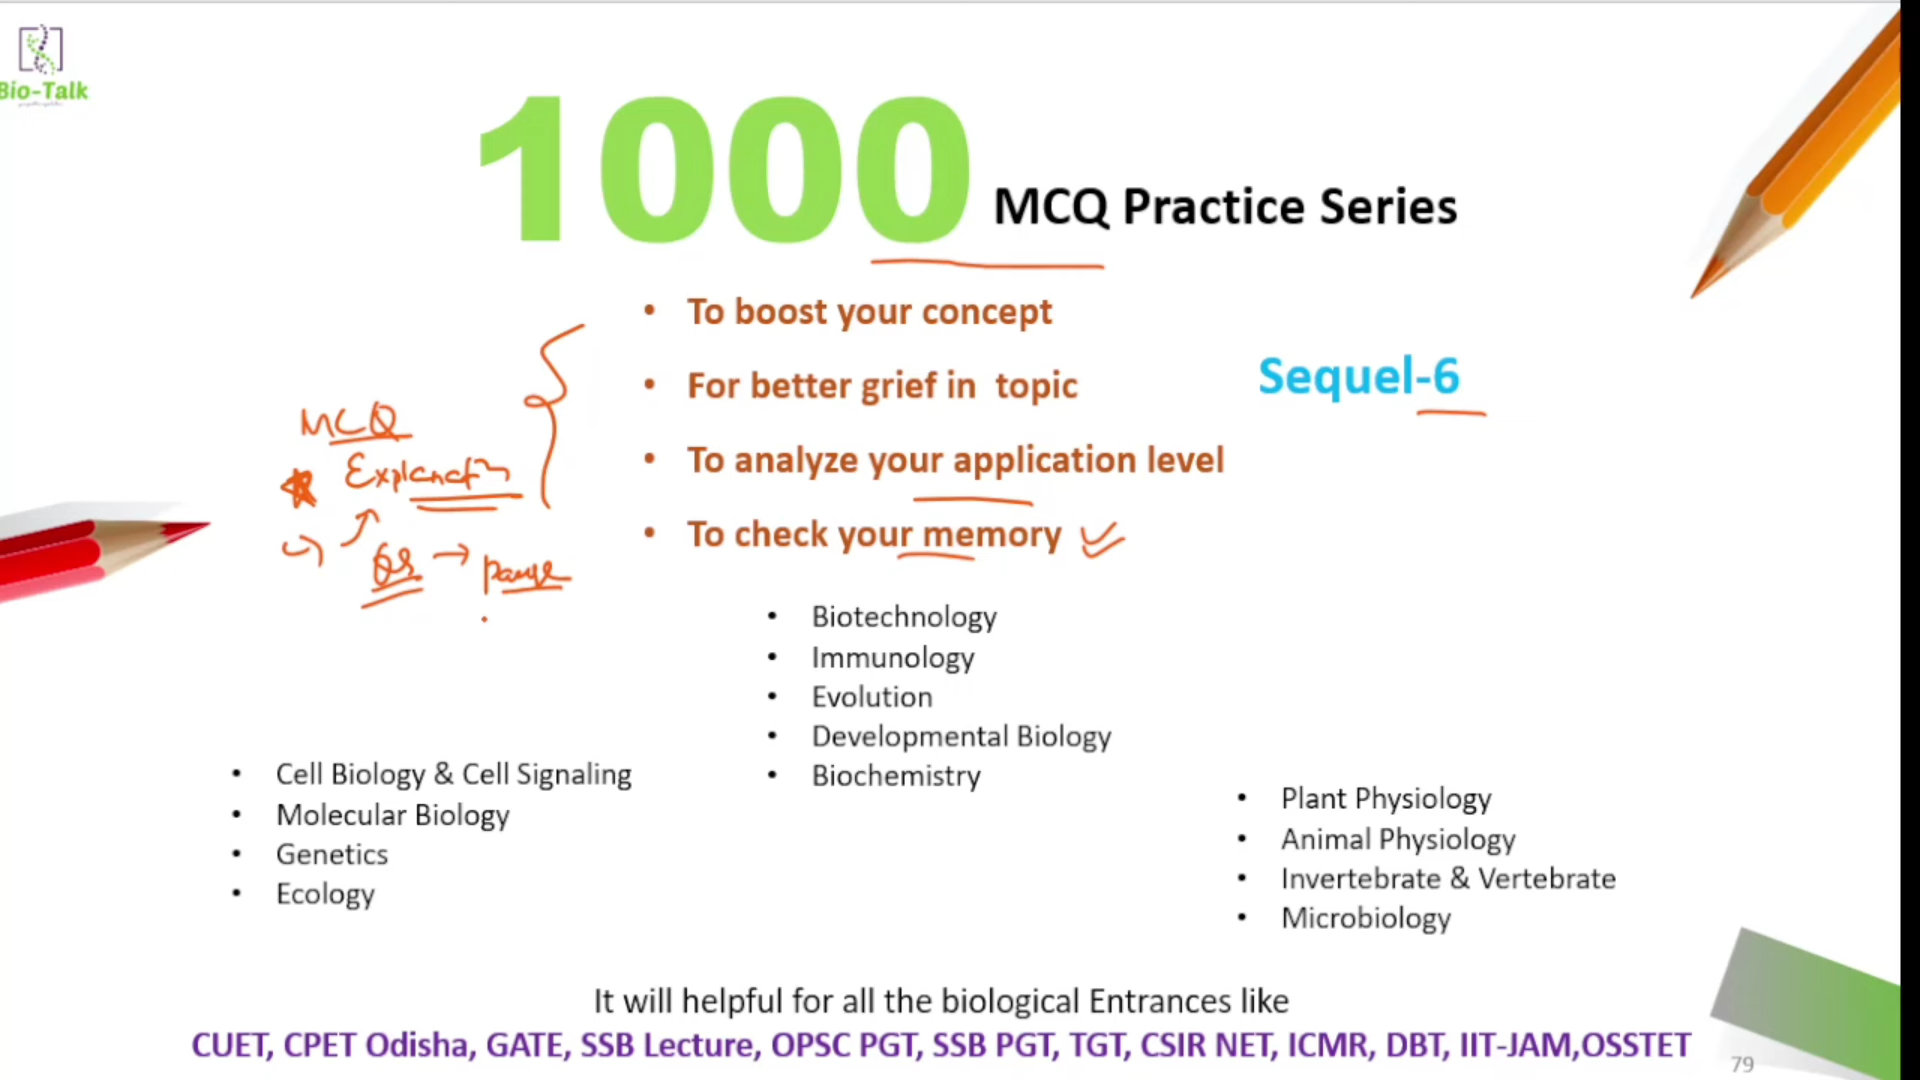 Bio-Talk
1000 MCQ Practice Series
• To boost your concept
• For better grief in topic
• To analyze your application level
• To check your memory
Sequel-6
MCQ
Explanation
Qs → pause
• Biotechnology
• Immunology
• Evolution
• Developmental Biology
• Biochemistry
• Cell Biology & Cell Signaling
• Molecular Biology
• Genetics
• Ecology
• Plant Physiology
• Animal Physiology
• Invertebrate & Vertebrate
• Microbiology
It will helpful for all the biological Entrances like
CUET, CPET Odisha, GATE, SSB Lecture, OPSC PGT, SSB PGT, TGT, CSIR NET, ICMR, DBT, IIT-JAM,OSSTET
79